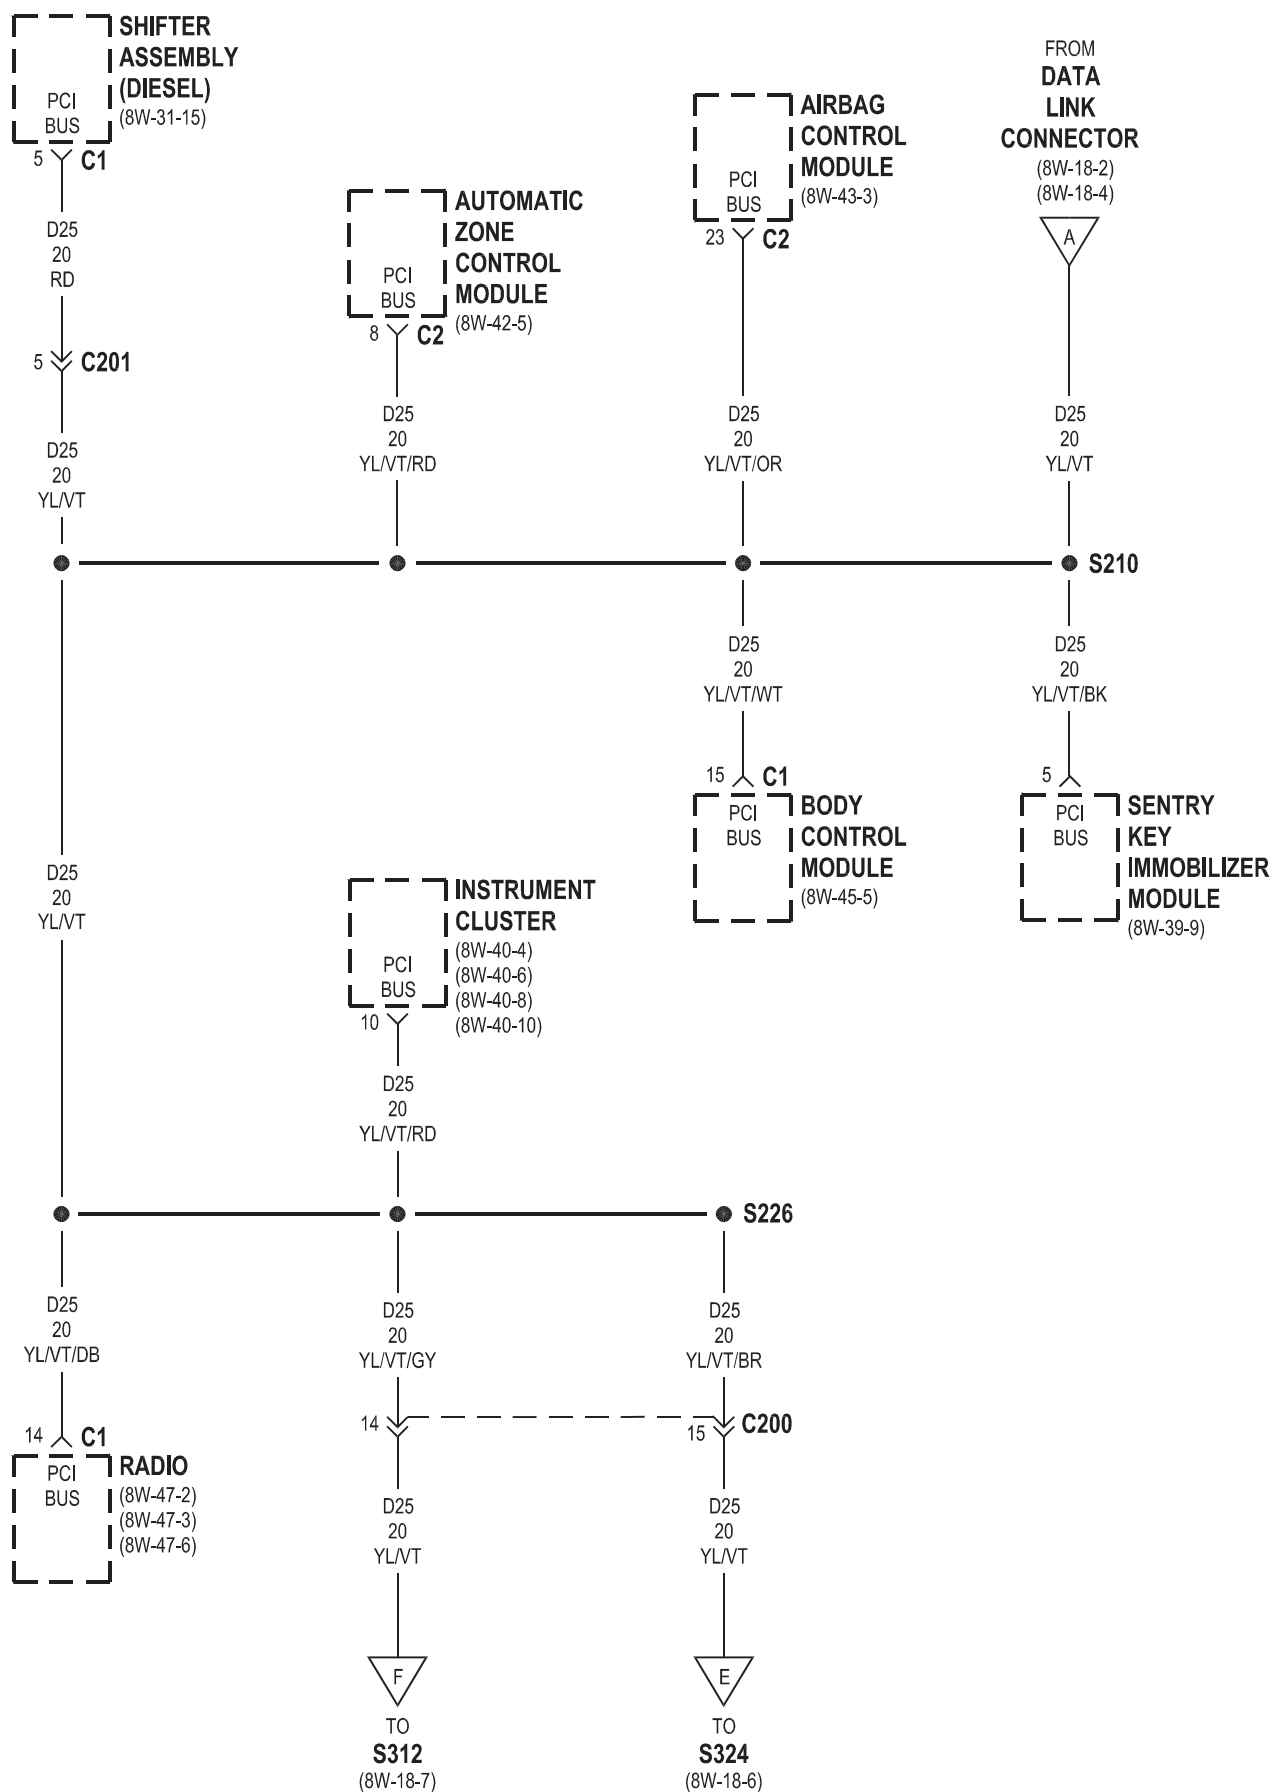 SHIFTER
ASSEMBLY
(DIESEL)
(8W-31-15)
PCI
BUS
5
C1
D25
20
RD
5
C201
D25
20
YL/VT
AUTOMATIC
ZONE
CONTROL
MODULE
(8W-42-5)
PCI
BUS
8
C2
D25
20
YL/VT/RD
AIRBAG
CONTROL
MODULE
(8W-43-3)
PCI
BUS
23
C2
D25
20
YL/VT/OR
FROM
DATA
LINK
CONNECTOR
(8W-18-2)
(8W-18-4)
A
D25
20
YL/VT
S210
D25
20
YL/VT/WT
15
C1
PCI
BUS
BODY
CONTROL
MODULE
(8W-45-5)
D25
20
YL/VT/BK
5
PCI
BUS
SENTRY
KEY
IMMOBILIZER
MODULE
(8W-39-9)
D25
20
YL/VT
INSTRUMENT
CLUSTER
(8W-40-4)
(8W-40-6)
(8W-40-8)
(8W-40-10)
PCI
BUS
10
D25
20
YL/VT/RD
S226
D25
20
YL/VT/DB
14
C1
PCI
BUS
RADIO
(8W-47-2)
(8W-47-3)
(8W-47-6)
D25
20
YL/VT/GY
14
D25
20
YL/VT
F
TO
S312
(8W-18-7)
D25
20
YL/VT/BR
15
C200
D25
20
YL/VT
E
TO
S324
(8W-18-6)